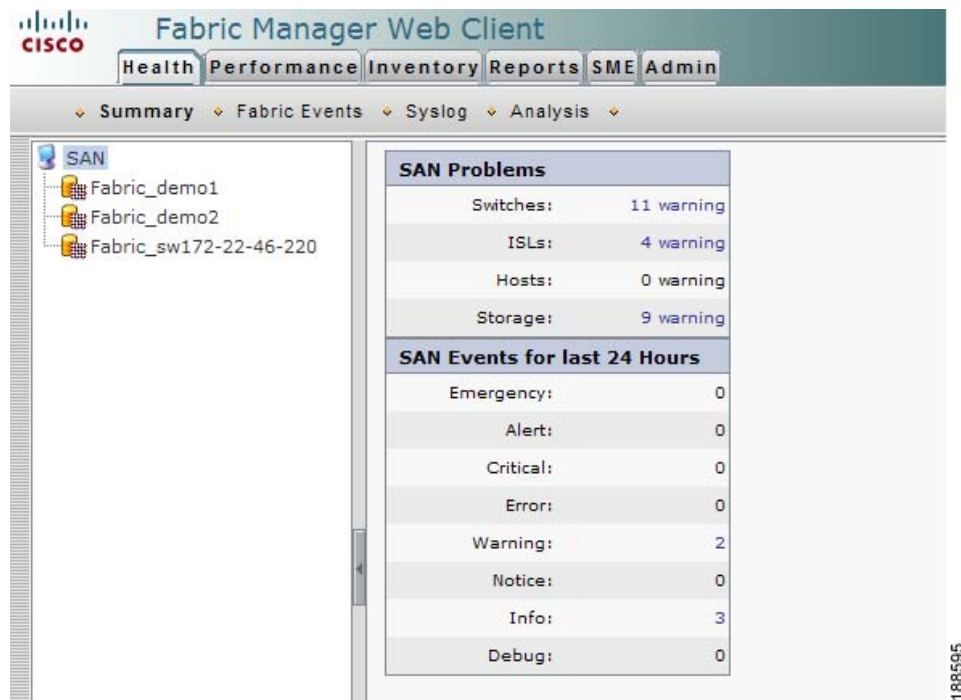 CISCO
Fabric Manager Web Client
Health Performance Inventory Reports SME Admin
Summary Fabric Events Syslog Analysis
SAN
Fabric_demo1
Fabric_demo2
Fabric_sw172-22-46-220
SAN Problems
Switches: 11 warning
ISLs: 4 warning
Hosts: 0 warning
Storage: 9 warning
SAN Events for last 24 Hours
Emergency: 0
Alert: 0
Critical: 0
Error: 0
Warning: 2
Notice: 0
Info: 3
Debug: 0
188595